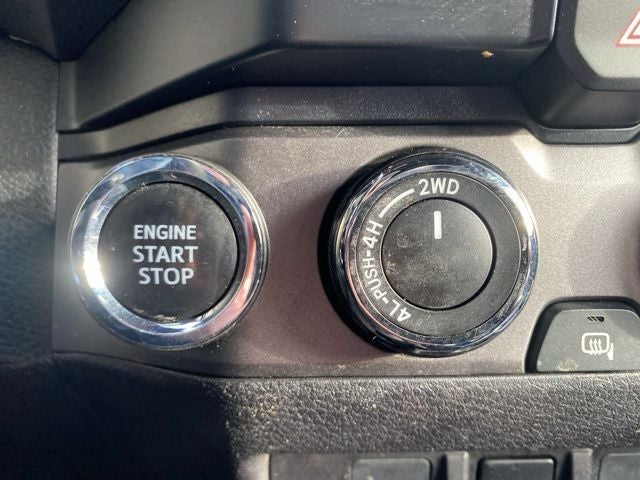 ENGINE
START
STOP
2WD
4L-PUSH-4H